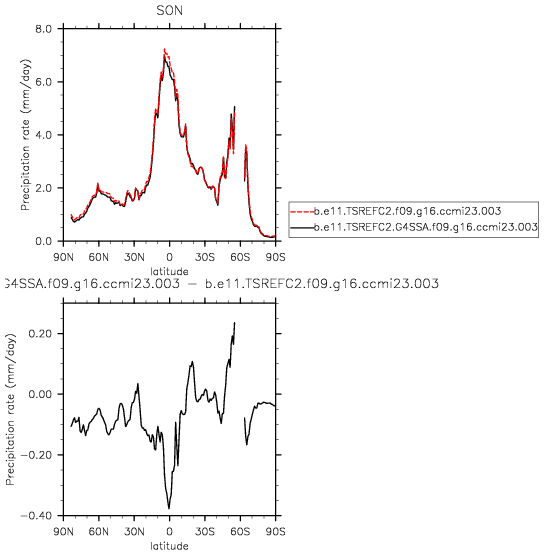 SON
8.0
6.0
4.0
2.0
0.0
Precipitation rate (mm/day)
90N 60N 30N 0 30S 60S 90S
latitude
b.e11.TSREFC2.f09.g16.ccmi23.003
b.e11.TSREFC2.G4SSA.f09.g16.ccmi23.003
G4SSA.f09.g16.ccmi23.003 − b.e11.TSREFC2.f09.g16.ccmi23.003
0.20
0.00
−0.20
−0.40
Precipitation rate (mm/day)
90N 60N 30N 0 30S 60S 90S
latitude